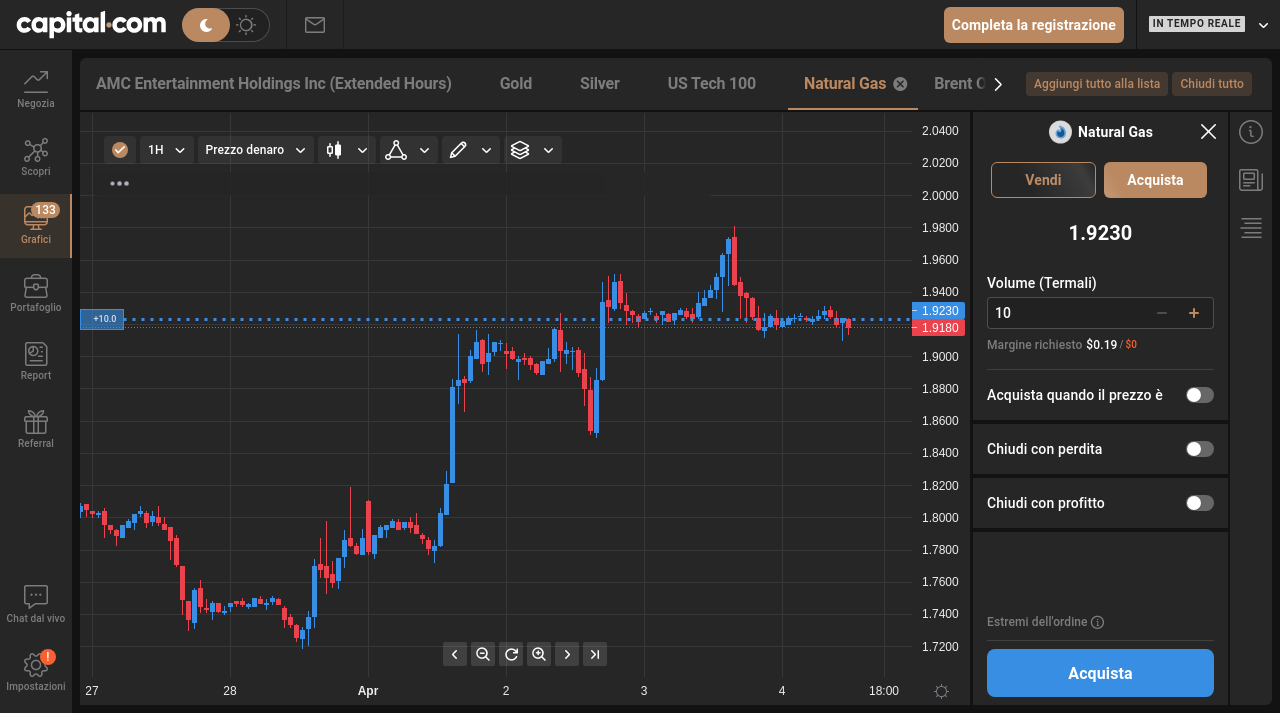 capital.com
Completa la registrazione
IN TEMPO REALE
Negozia
Scopri
133
Grafici
Portafoglio
Report
Referral
Chat dal vivo
!
Impostazioni
AMC Entertainment Holdings Inc (Extended Hours)
Gold
Silver
US Tech 100
Natural Gas
Brent
Aggiungi tutto alla lista
Chiudi tutto
1H
Prezzo denaro
2.0400
2.0200
2.0000
1.9800
1.9600
1.9400
1.9230
1.9180
1.9000
1.8800
1.8600
1.8400
1.8200
1.8000
1.7800
1.7600
1.7400
1.7200
+10.0
27
28
Apr
2
3
4
18:00
Natural Gas
Vendi
Acquista
1.9230
Volume (Termali)
10
Margine richiesto $0.19 / $0
Acquista quando il prezzo è
Chiudi con perdita
Chiudi con profitto
Estremi dell'ordine
Acquista